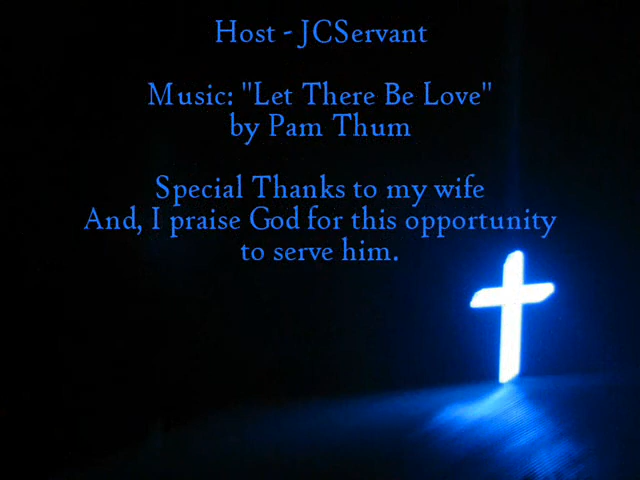 Host - JCServant
Music: "Let There Be Love"
by Pam Thum
Special Thanks to my wife
And, I praise God for this opportunity
to serve him.